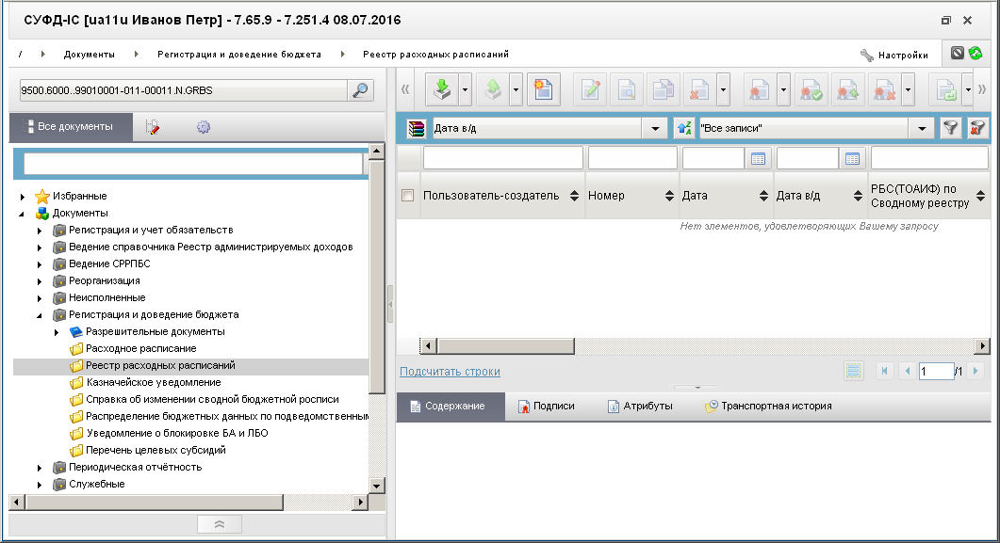 СУФД-IC [ua11u Иванов Петр] - 7.65.9 - 7.251.4 08.07.2016
/ Документы Регистрация и доведение бюджета Реестр расходных расписаний
Настройки
9500.6000..99010001-011-00011.N.GRBS
Все документы
Избранные
Документы
Регистрация и учет обязательств
Ведение справочника Реестр администрируемых доходов
Ведение СРРПБС
Реорганизация
Неисполненные
Регистрация и доведение бюджета
Разрешительные документы
Расходное расписание
Реестр расходных расписаний
Казначейское уведомление
Справка об изменении сводной бюджетной росписи
Распределение бюджетных данных по подведомственным
Уведомление о блокировке БА и ЛБО
Перечень целевых субсидий
Периодическая отчётность
Служебные
Дата в/д
"Все записи"
Пользователь-создатель Номер Дата Дата в/д РБС(ТОАИФ) по
Сводному реестру
Нет элементов, удовлетворяющих Вашему запросу
Подсчитать строки
1 /1
Содержание Подписи Атрибуты Транспортная история